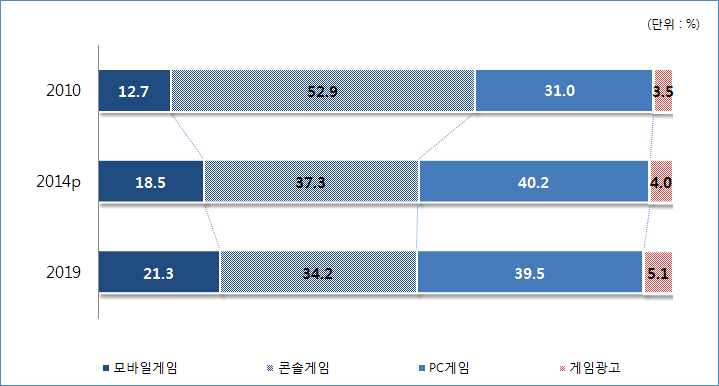 (단위 : %)
2010 12.7 52.9 31.0 3.5
2014p 18.5 37.3 40.2 4.0
2019 21.3 34.2 39.5 5.1
모바일게임 콘솔게임 PC게임 게임광고